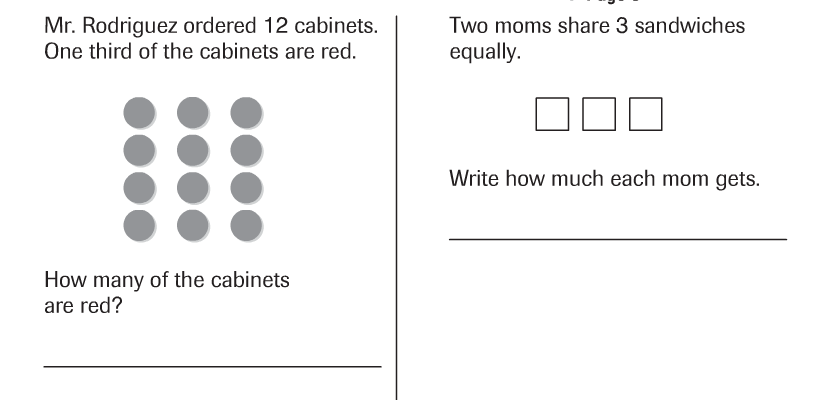 Mr. Rodriguez ordered 12 cabinets.
One third of the cabinets are red.
How many of the cabinets
are red?
Two moms share 3 sandwiches
equally.
Write how much each mom gets.